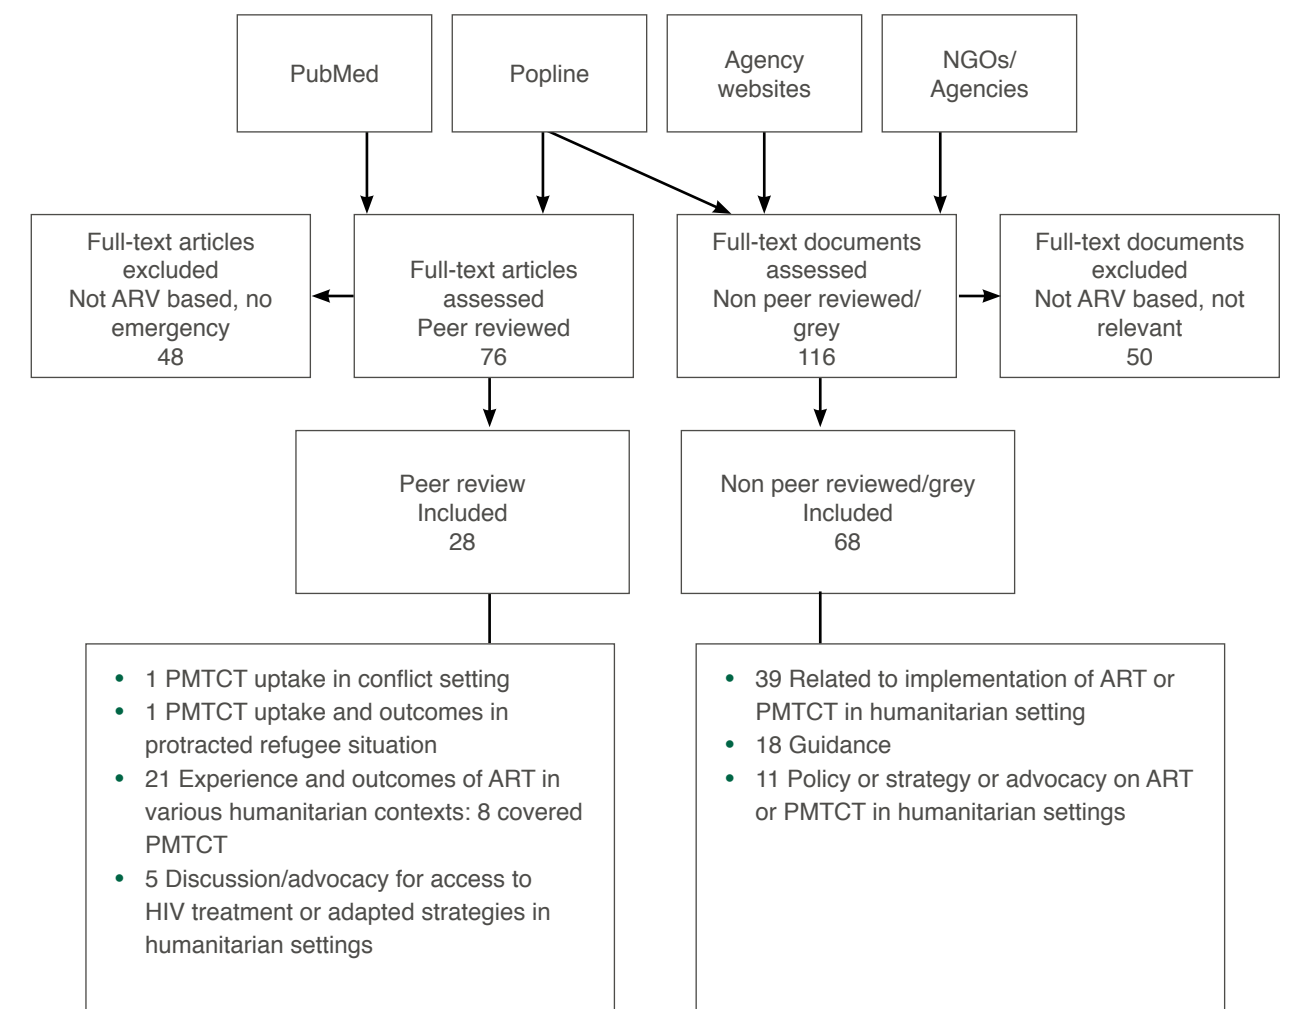 PubMed
Popline
Agency
websites
NGOs/
Agencies
Full-text articles
excluded
Not ARV based, no
emergency
48
Full-text articles
assessed
Peer reviewed
76
Full-text documents
assessed
Non peer reviewed/
grey
116
Full-text documents
excluded
Not ARV based, not
relevant
50
Peer review
Included
28
Non peer reviewed/grey
Included
68
• 1 PMTCT uptake in conflict setting
• 1 PMTCT uptake and outcomes in
protracted refugee situation
• 21 Experience and outcomes of ART in
various humanitarian contexts: 8 covered
PMTCT
• 5 Discussion/advocacy for access to
HIV treatment or adapted strategies in
humanitarian settings
• 39 Related to implementation of ART or
PMTCT in humanitarian setting
• 18 Guidance
• 11 Policy or strategy or advocacy on ART
or PMTCT in humanitarian settings